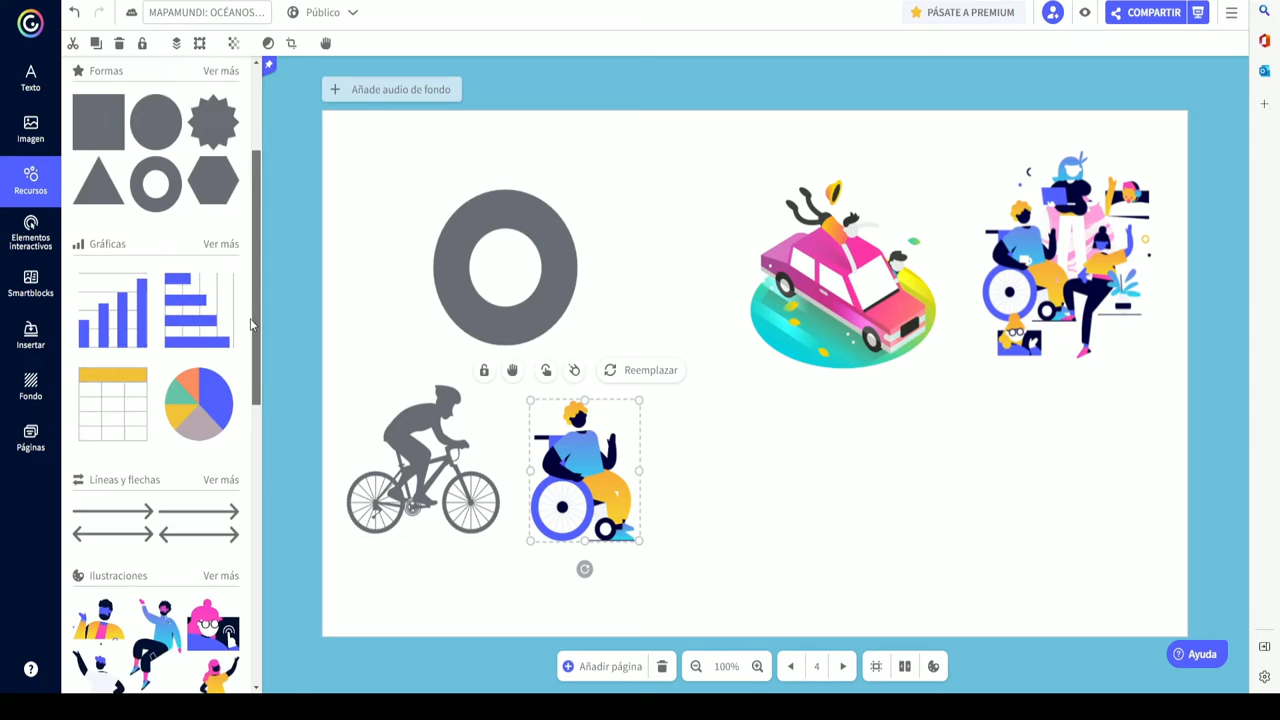 MAPAMUNDI: OCÉANOS...
Público
PÁSATE A PREMIUM
COMPARTIR
Texto
Imagen
Recursos
Elementos
interactivos
Smartblocks
Insertar
Fondo
Páginas
Formas
Ver más
Gráficas
Ver más
Líneas y flechas
Ver más
Ilustraciones
Ver más
Añade audio de fondo
Reemplazar
Añadir página
100%
4
Ayuda